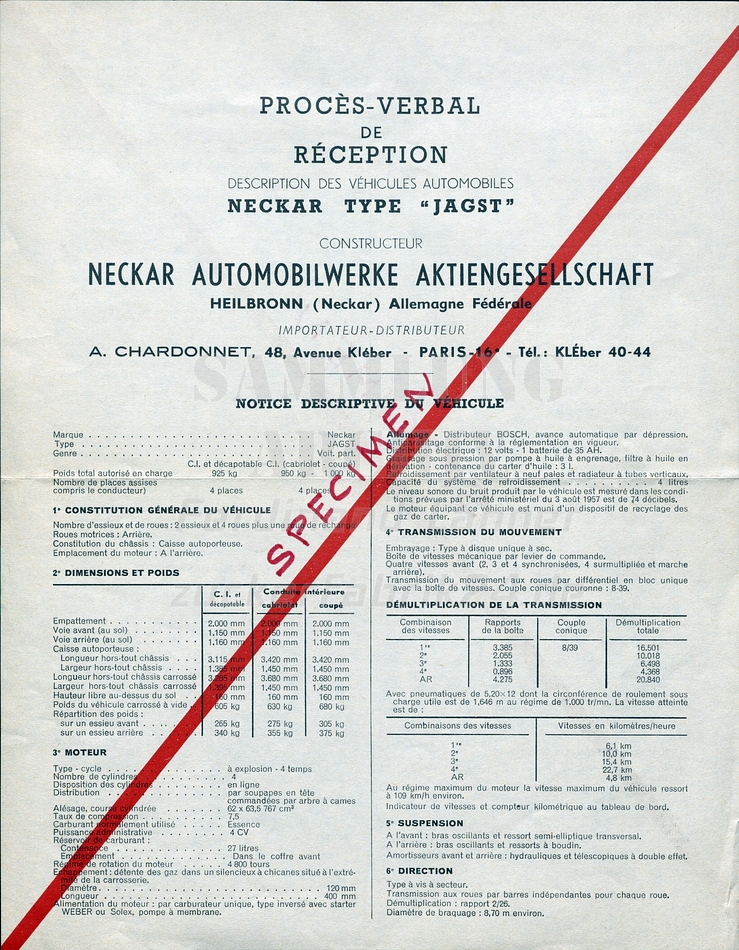 PROCÈS-VERBAL
DE
RÉCEPTION
DESCRIPTION DES VÉHICULES AUTOMOBILES
NECKAR TYPE “JAGST”
CONSTRUCTEUR
NECKAR AUTOMOBILWERKE AKTIENGESELLSCHAFT
HEILBRONN (Neckar) Allemagne Fédérale
IMPORTATEUR-DISTRIBUTEUR
A. CHARDONNET, 48, Avenue Kléber - PARIS-16e - Tél.: KLÉber 40-44
SAMMLUNG
NOTICE DESCRIPTIVE DU VÉHICULE
SPECIMEN
Marque . . . Neckar
Type . . . JAGST
Genre . . . Voit. part.
C.I. et décapotable C.I. (cabriolet - coupé)
Poids total autorisé en charge 925 kg 950 kg - 1 000 kg
Nombre de places assises
compris le conducteur) 4 places 4 places
1° CONSTITUTION GÉNÉRALE DU VÉHICULE
Nombre d'essieux et de roues : 2 essieux et 4 roues plus une roue de rechange
Roues motrices : Arrière.
Constitution du châssis : Caisse autoporteuse.
Emplacement du moteur : A l'arrière.
2° DIMENSIONS ET POIDS
C. I. et décapotable Conduite intérieure
cabriolet coupé
Empattement . . . 2,000 mm 2,000 mm 2,000 mm
Voie avant (au sol) . . . 1,150 mm 1,150 mm 1,150 mm
Voie arrière (au sol) . . . 1,160 mm 1,160 mm 1,160 mm
Caisse autoporteuse :
Longueur hors-tout châssis . . . 3,115 mm 3,420 mm 3,420 mm
Largeur hors-tout châssis . . . 1,450 mm 1,450 mm
Longueur hors-tout châssis carrossé 3,680 mm 3,680 mm
Largeur hors-tout châssis carrossé 1,450 mm 1,450 mm
Hauteur libre au-dessus du sol . . 160 mm 160 mm 160 mm
Poids du véhicule carrossé à vide . . 605 kg 630 kg 680 kg
Répartition des poids :
sur un essieu avant . . . 265 kg 275 kg 305 kg
sur un essieu arrière . . . 340 kg 355 kg 375 kg
3° MOTEUR
Type - cycle . . . à explosion - 4 temps
Nombre de cylindres . . . 4
Disposition des cylindres . . . en ligne
Distribution . . . par soupapes en tête
commandées par arbre à cames
Alésage, course, cylindrée . . . 62 x 63,5 767 cm³
Taux de compression . . . 7,5
Carburant normalement utilisé . . . Essence
Puissance administrative . . . 4 CV
Réservoir de carburant :
Contenance . . . 27 litres
Emplacement . . . Dans le coffre avant
Régime de rotation du moteur . . . 4 800 tours
Echappement : détente des gaz dans un silencieux à chicanes situé à l'extré-
mité de la carrosserie.
Diamètre . . . 120 mm
Longueur . . . 400 mm
Alimentation du moteur : par carburateur unique, type inversé avec starter
WEBER ou Solex, pompe à membrane.
Allumage - Distributeur BOSCH, avance automatique par dépression.
Antiparasitage conforme à la réglementation en vigueur.
électrique : 12 volts - 1 batterie de 35 AH.
Graissage sous pression par pompe à huile à engrenage, filtre à huile en
- contenance du carter d'huile : 3 l.
Refroidissement par ventilateur à neuf pales et radiateur à tubes verticaux,
Capacité du système de refroidissement . . . 4 litres
Le niveau sonore du bruit produit par le véhicule est mesuré dans les condi-
tions prévues par l'arrêté ministériel du 3 août 1957 est de 74 décibels.
Le moteur équipant ce véhicule est muni d'un dispositif de recyclage des
gaz de carter.
4° TRANSMISSION DU MOUVEMENT
Embrayage : Type à disque unique à sec.
Boîte de vitesses mécanique par levier de commande.
Quatre vitesses avant (2, 3 et 4 synchronisées, 4 surmultipliée et marche
arrière).
Transmission du mouvement aux roues par différentiel en bloc unique
avec la boîte de vitesses. Couple conique couronne : 8-39.
DÉMULTIPLICATION DE LA TRANSMISSION
Combinaison des vitesses Rapports de la boîte Couple conique Démultiplication totale
1re 3.385 8/39 16.501
2e 2.055 10.018
3e 1.333 6,498
4e 0.896 4,368
AR 4.275 20.840
Avec pneumatiques de 5.20×12 dont la circonférence de roulement sous
charge utile est de 1,646 m au régime de 1.000 tr/mn. La vitesse atteinte
est de :
Combinaisons des vitesses Vitesses en kilomètres/heure
1re 6,1 km
2e 10,0 km
3e 15,4 km
4e 22,7 km
AR 4,8 km
Au régime maximum du moteur la vitesse maximum du véhicule ressort
à 109 km/h environ.
Indicateur de vitesses et compteur kilométrique au tableau de bord.
5° SUSPENSION
A l'avant : bras oscillants et ressort semi-elliptique transversal.
A l'arrière : bras oscillants et ressorts à boudin.
Amortisseurs avant et arrière : hydrauliques et télescopiques à double effet.
6° DIRECTION
Type à vis à secteur.
Transmission aux roues par barres indépendantes pour chaque roue.
Démultiplication : rapport 2/26.
Diamètre de braquage : 8,70 m environ.